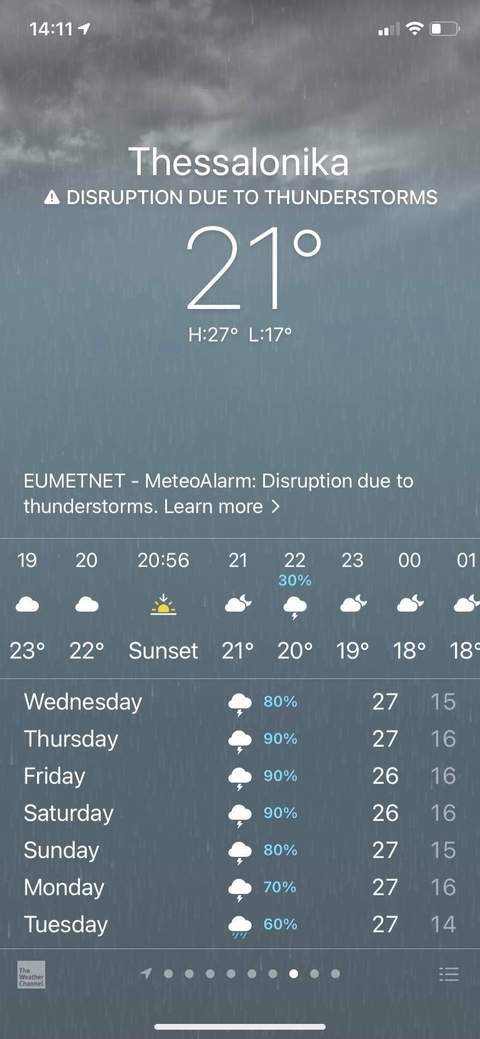 14:11
Thessalonika
DISRUPTION DUE TO THUNDERSTORMS
21°
H:27° L:17°
EUMETNET - MeteoAlarm: Disruption due to
thunderstorms. Learn more
19 20 20:56 21 22 23 00 01
30%
23° 22° Sunset 21° 20° 19° 18° 18°
Wednesday 80% 27 15
Thursday 90% 27 16
Friday 90% 26 16
Saturday 90% 26 16
Sunday 80% 27 15
Monday 70% 27 16
Tuesday 60% 27 14
The
Weather
Channel